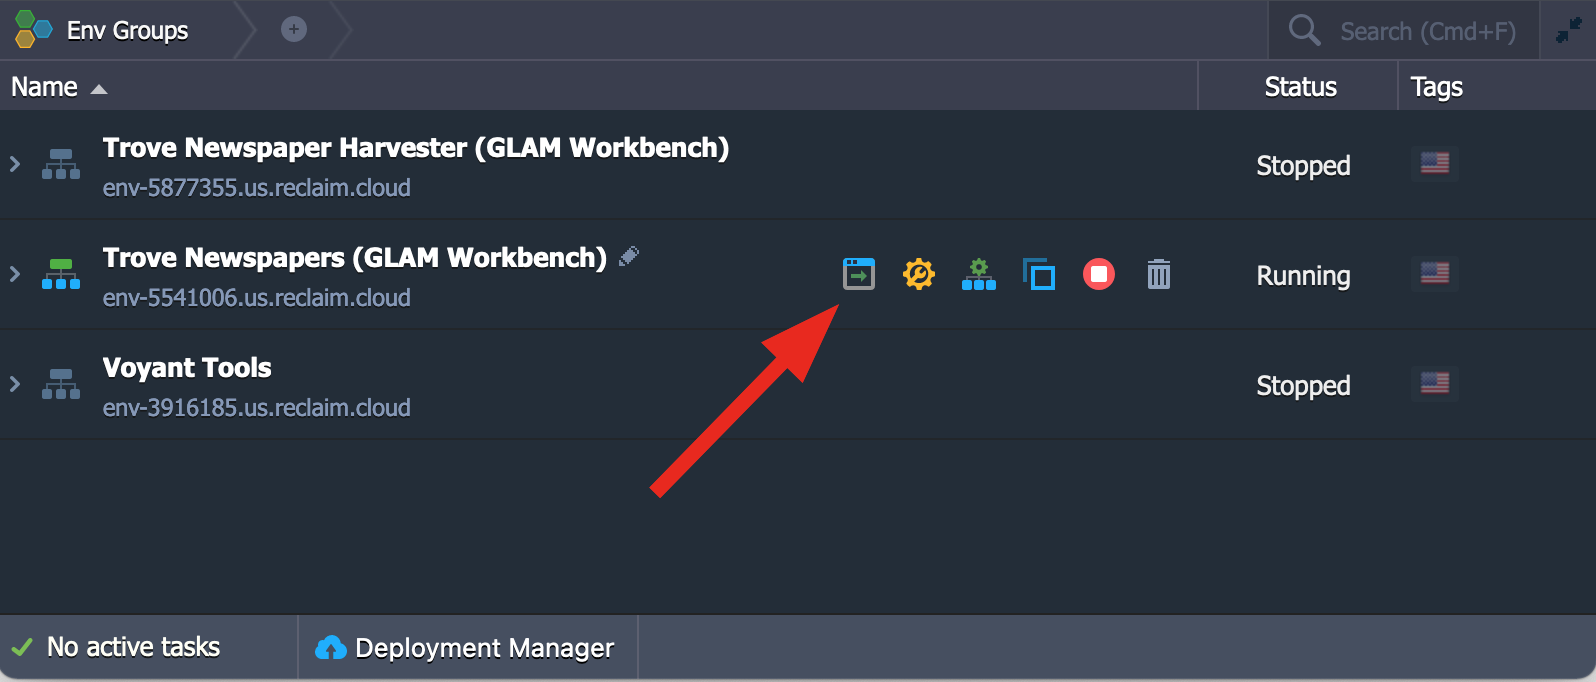 Env Groups
Search (Cmd+F)
Name Status Tags
Trove Newspaper Harvester (GLAM Workbench)
env-5877355.us.reclaim.cloud
Stopped
Trove Newspapers (GLAM Workbench)
env-5541006.us.reclaim.cloud
Running
Voyant Tools
env-3916185.us.reclaim.cloud
Stopped
No active tasks
Deployment Manager